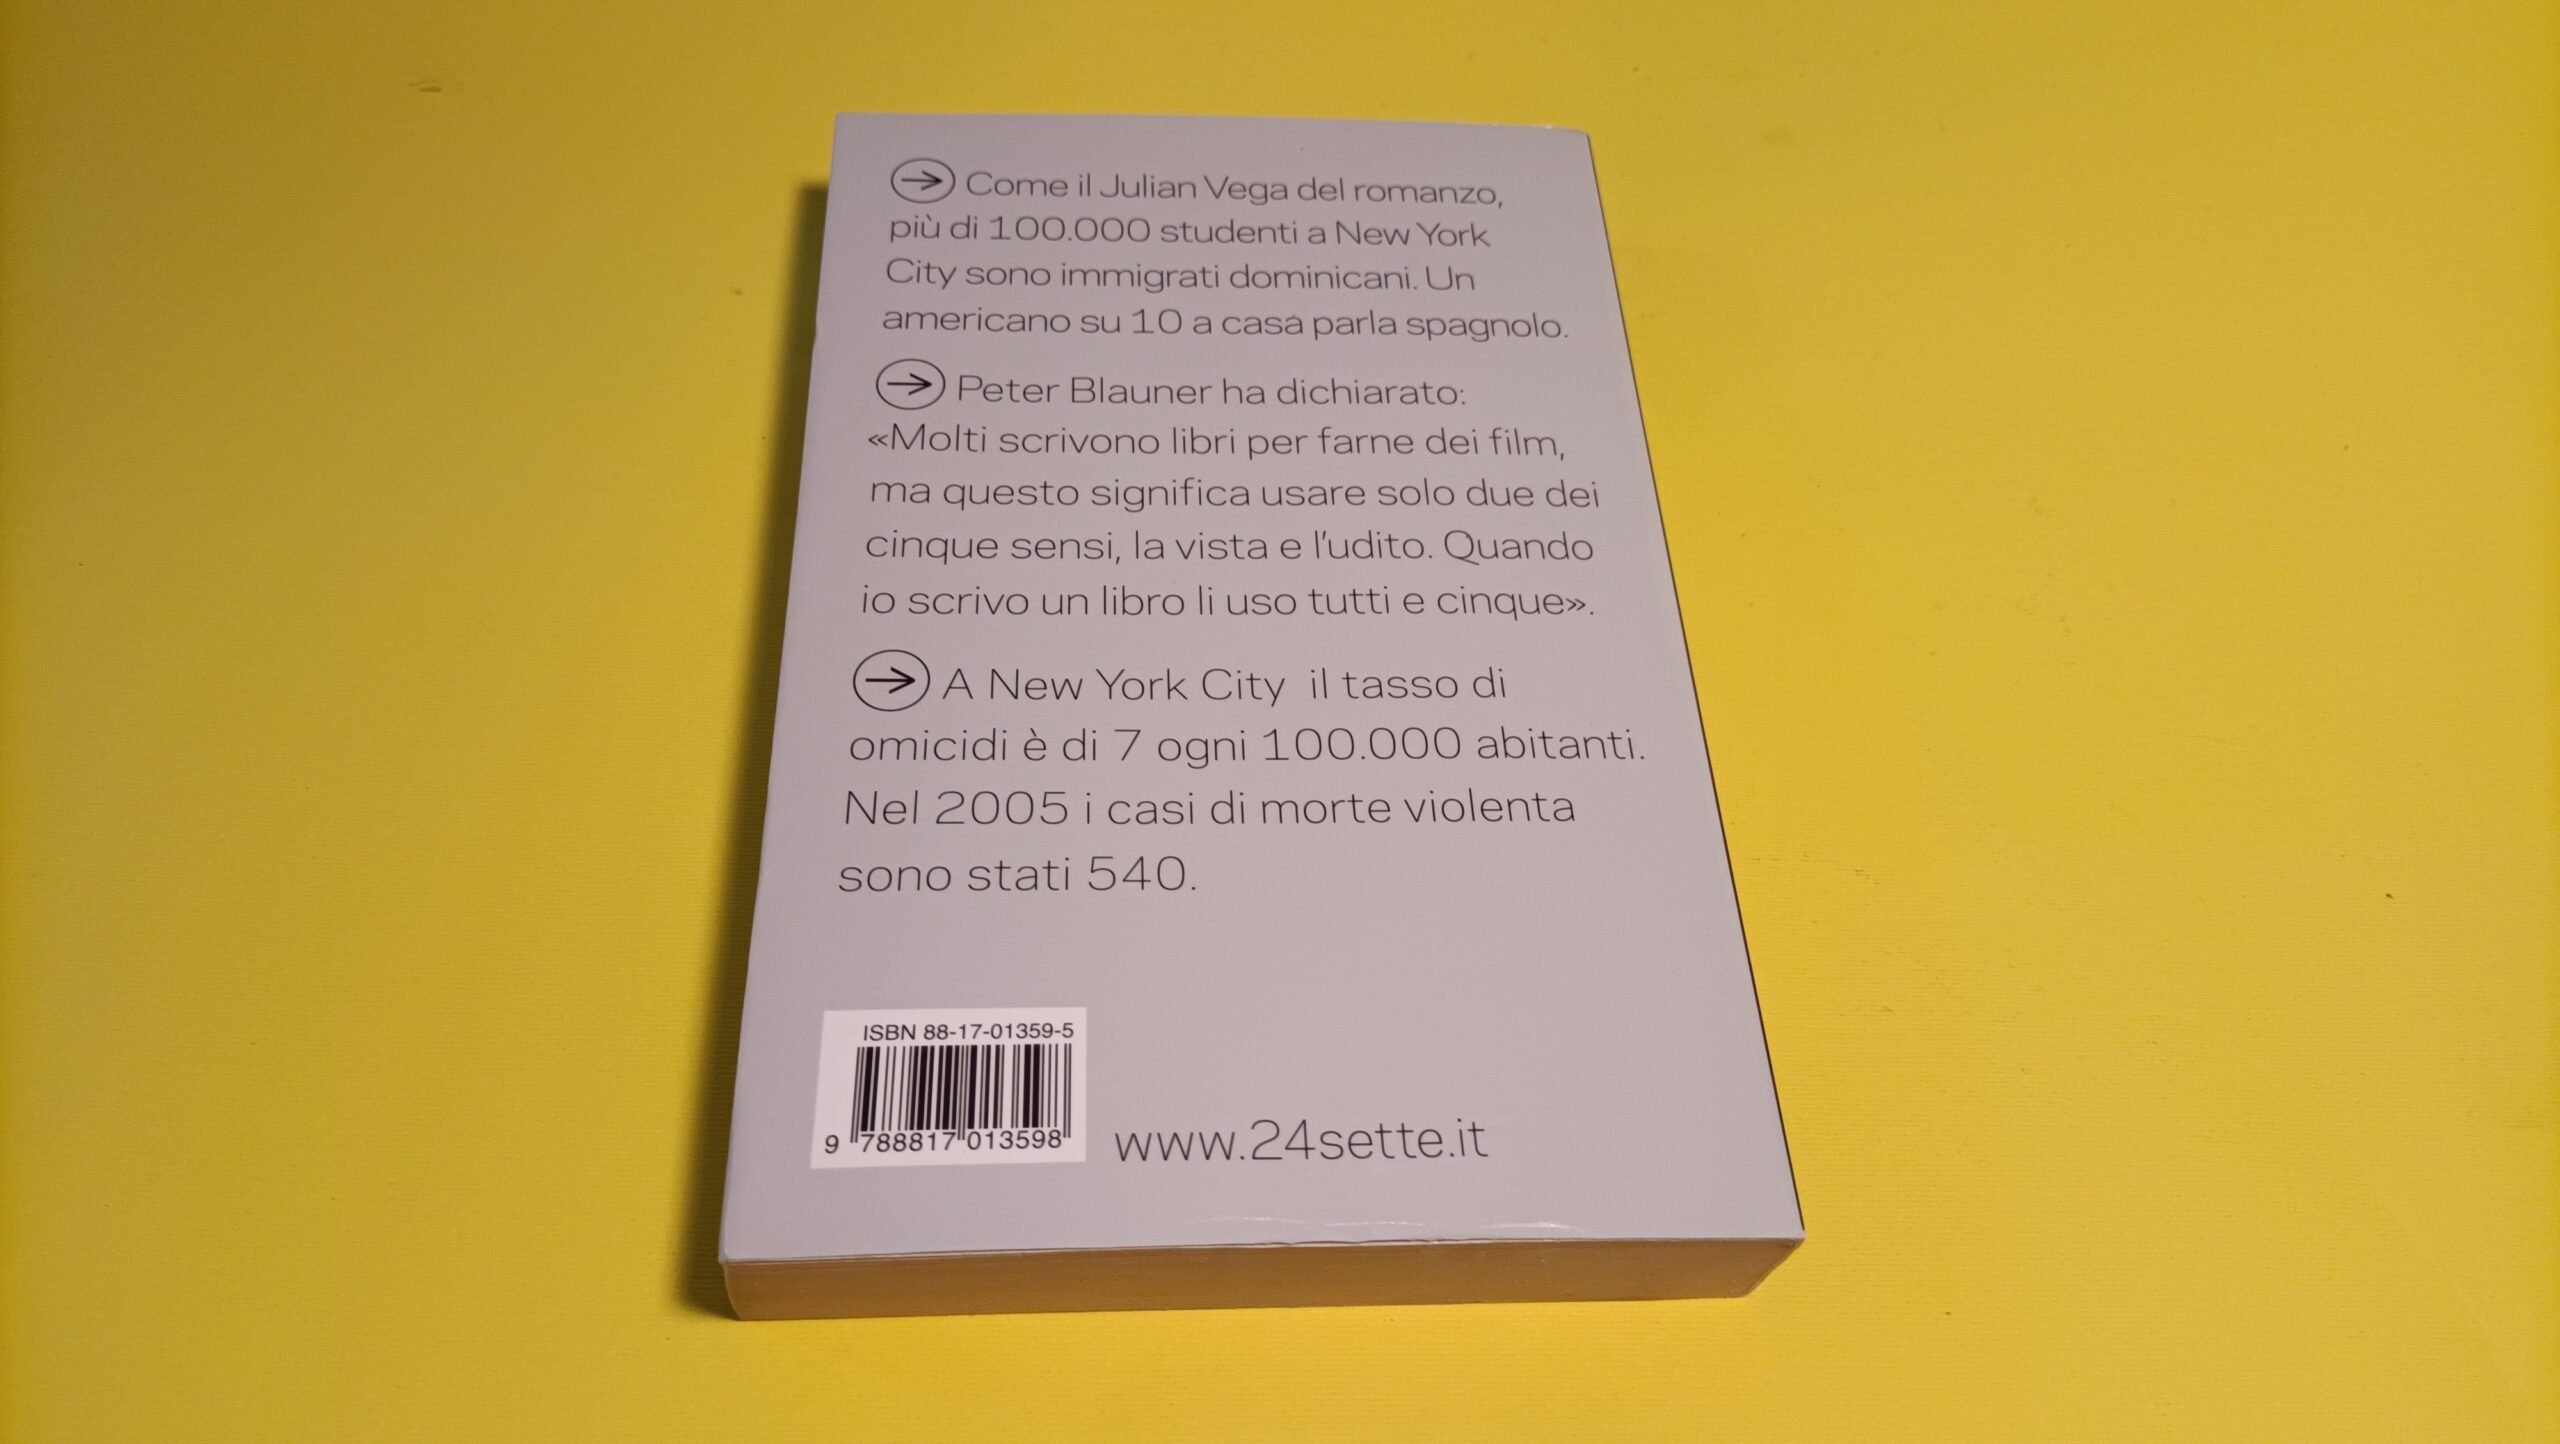 Come il Julian Vega del romanzo,
più di 100.000 studenti a New York
City sono immigrati dominicani. Un
americano su 10 a casa parla spagnolo.
Peter Blauner ha dichiarato:
«Molti scrivono libri per farne dei film,
ma questo significa usare solo due dei
cinque sensi, la vista e l'udito. Quando
io scrivo un libro li uso tutti e cinque».
A New York City il tasso di
omicidi è di 7 ogni 100.000 abitanti.
Nel 2005 i casi di morte violenta
sono stati 540.
ISBN 88-17-01359-5
9 788817 013598
www.24sette.it